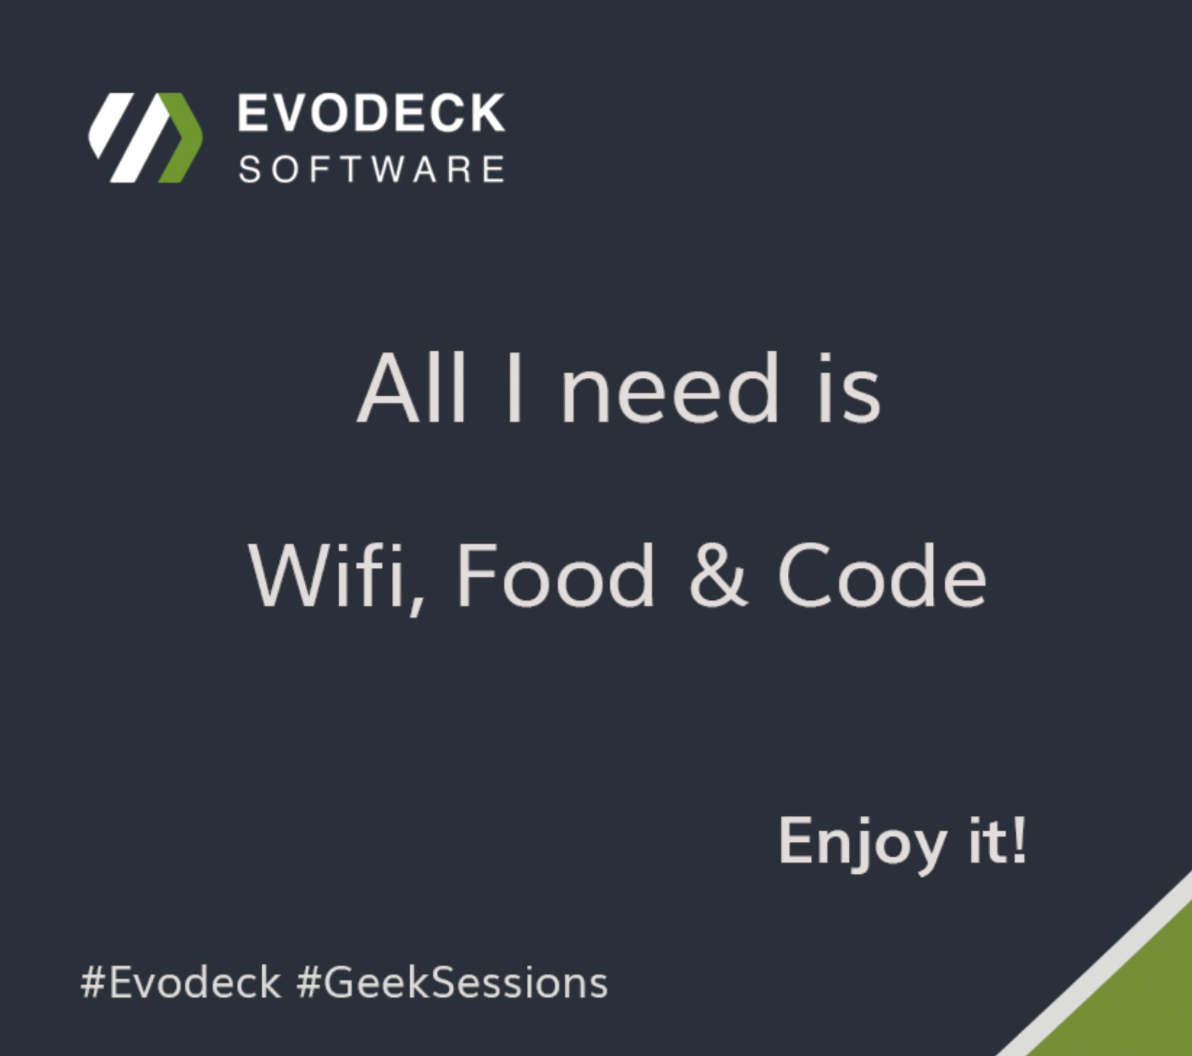 EVODECK
SOFTWARE
All I need is
Wifi, Food & Code
Enjoy it!
#Evodeck #GeekSessions